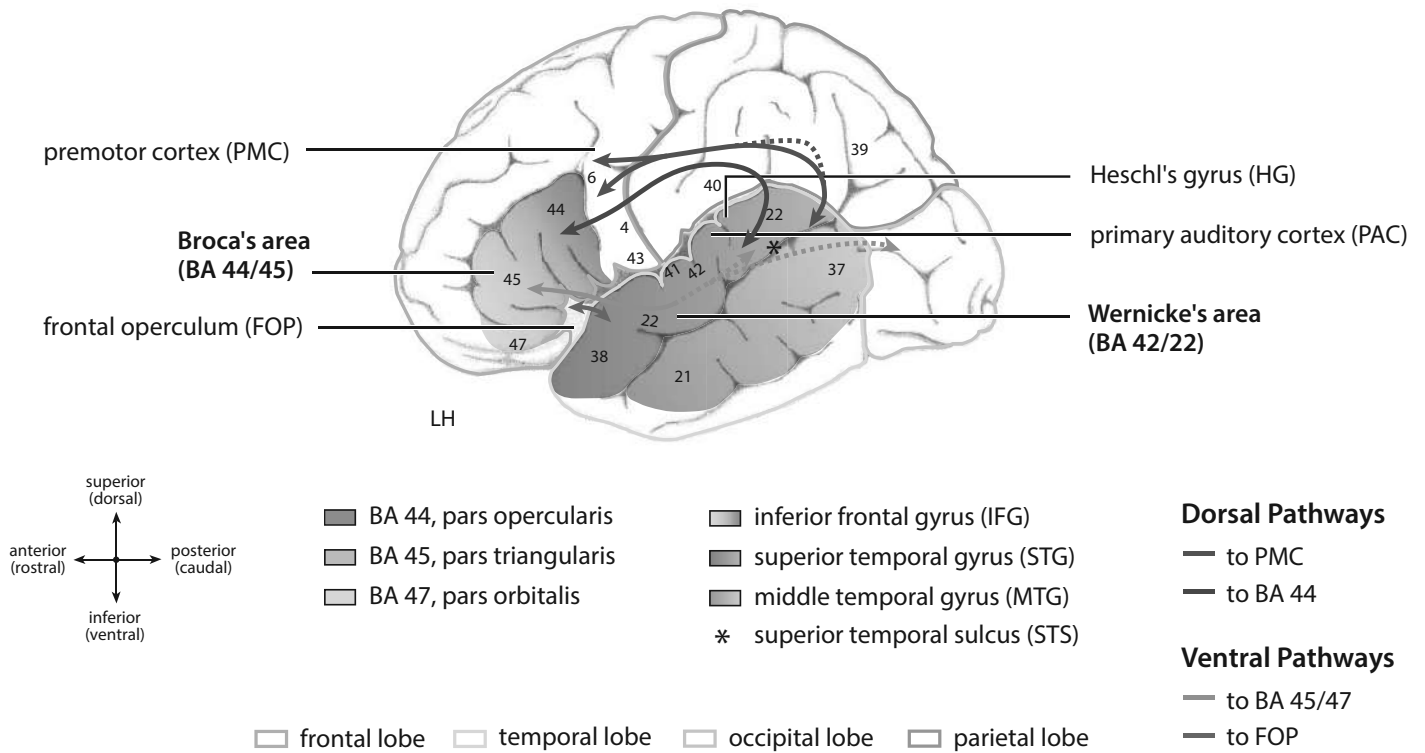 premotor cortex (PMC)
Broca's area
(BA 44/45)
frontal operculum (FOP)
39
6
40
44
22
4
43
41
42
37
45
22
47
38
21
*
Heschl's gyrus (HG)
primary auditory cortex (PAC)
Wernicke's area
(BA 42/22)
LH
superior
(dorsal)
anterior
(rostral)
posterior
(caudal)
inferior
(ventral)
BA 44, pars opercularis
BA 45, pars triangularis
BA 47, pars orbitalis
inferior frontal gyrus (IFG)
superior temporal gyrus (STG)
middle temporal gyrus (MTG)
* superior temporal sulcus (STS)
Dorsal Pathways
to PMC
to BA 44
Ventral Pathways
to BA 45/47
to FOP
frontal lobe
temporal lobe
occipital lobe
parietal lobe